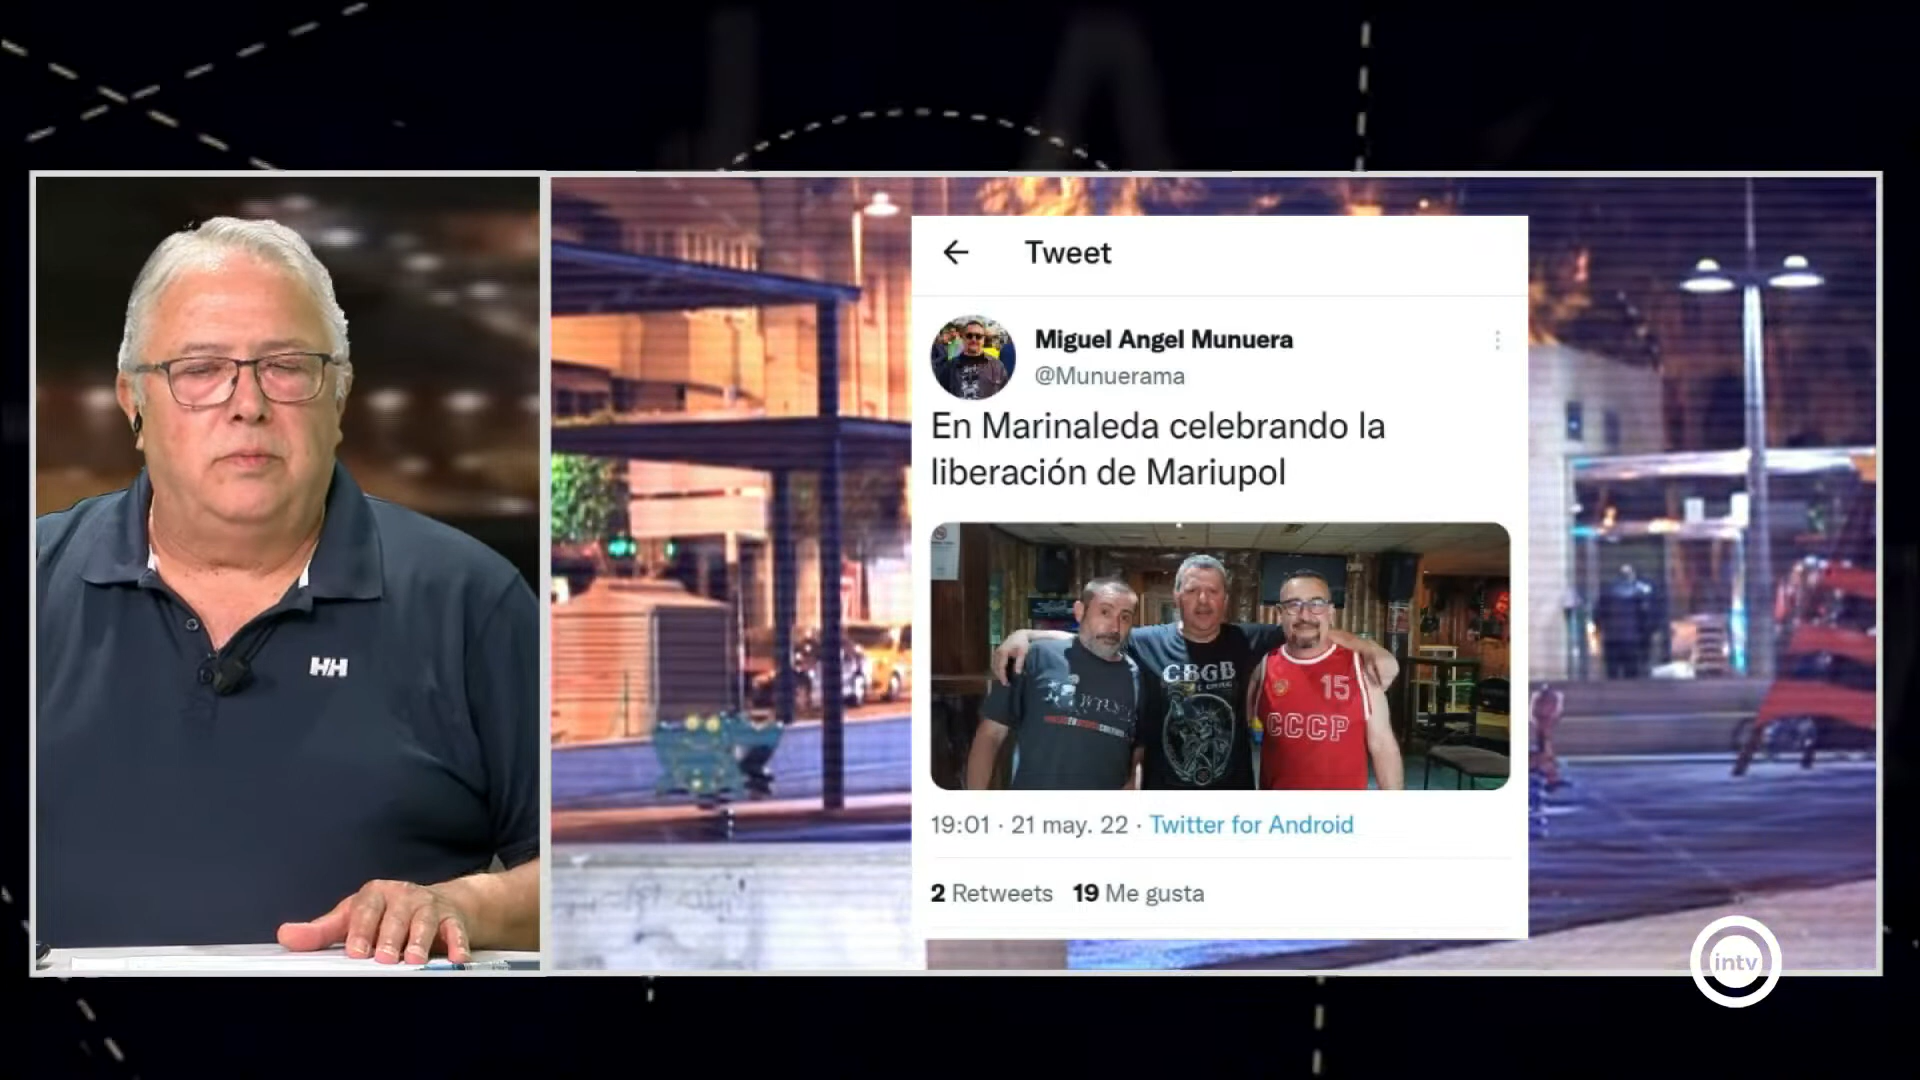 Tweet
Miguel Angel Munuera
@Munuerama
En Marinaleda celebrando la
liberación de Mariupol
CBGB
15
CCCP
19:01 · 21 may. 22 · Twitter for Android
2 Retweets 19 Me gusta
HH
intv